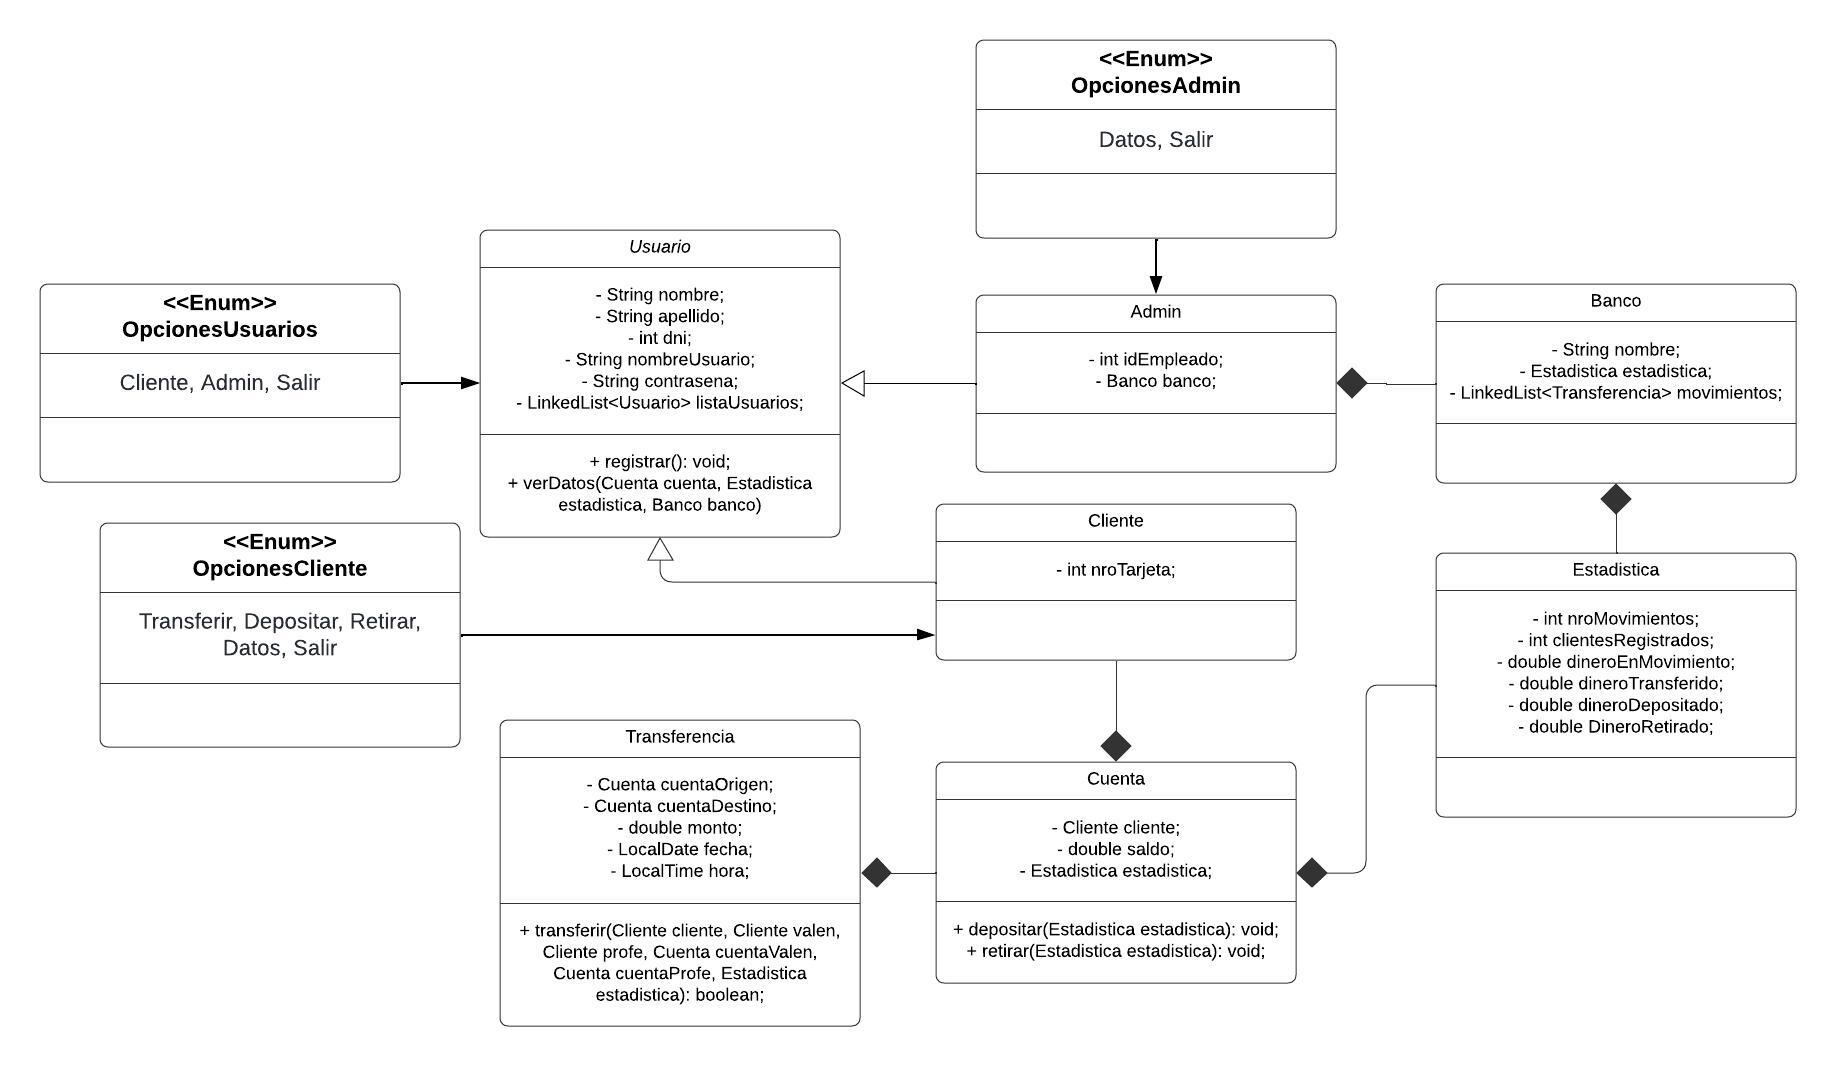 <<Enum>>
OpcionesAdmin
Datos, Salir
<<Enum>>
OpcionesUsuarios
Cliente, Admin, Salir
Usuario
- String nombre;
- String apellido;
- int dni;
- String nombreUsuario;
- String contrasena;
- LinkedList<Usuario> listaUsuarios;
+ registrar(): void;
+ verDatos(Cuenta cuenta, Estadistica
estadistica, Banco banco)
Admin
- int idEmpleado;
- Banco banco;
Banco
- String nombre;
- Estadistica estadistica;
- LinkedList<Transferencia> movimientos;
<<Enum>>
OpcionesCliente
Transferir, Depositar, Retirar,
Datos, Salir
Cliente
- int nroTarjeta;
Estadistica
- int nroMovimientos;
- int clientesRegistrados;
- double dineroEnMovimiento;
- double dineroTransferido;
- double dineroDepositado;
- double DineroRetirado;
Transferencia
- Cuenta cuentaOrigen;
- Cuenta cuentaDestino;
- double monto;
- LocalDate fecha;
- LocalTime hora;
+ transferir(Cliente cliente, Cliente valen,
Cliente profe, Cuenta cuentaValen,
Cuenta cuentaProfe, Estadistica
estadistica): boolean;
Cuenta
- Cliente cliente;
- double saldo;
- Estadistica estadistica;
+ depositar(Estadistica estadistica): void;
+ retirar(Estadistica estadistica): void;